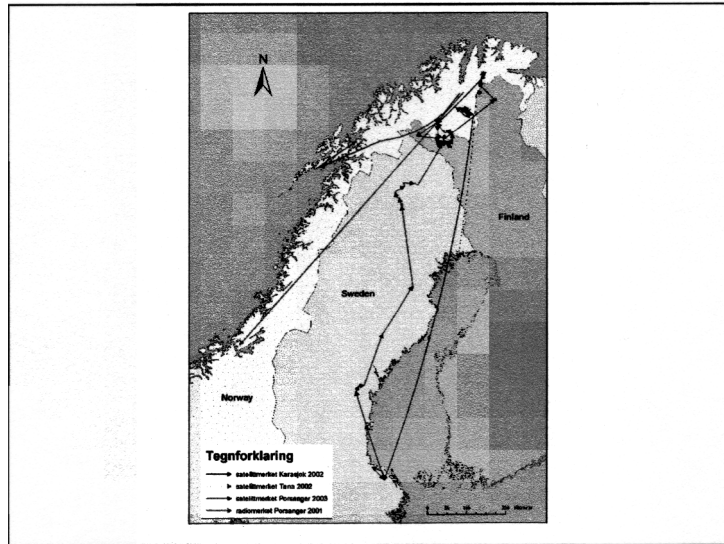 N
Finland
Sweden
Norway
Tegnforklaring
satellittmerket Karasjok 2002
satellittmerket Tana 2002
satellittmerket Porsanger 2003
radiomerket Porsanger 2001